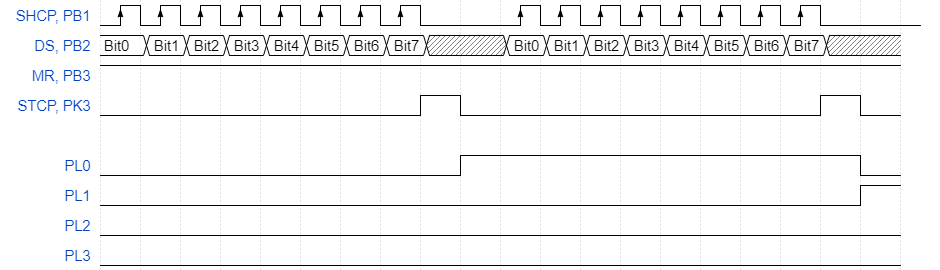 SHCP, PB1
DS, PB2 Bit0 Bit1 Bit2 Bit3 Bit4 Bit5 Bit6 Bit7 Bit0 Bit1 Bit2 Bit3 Bit4 Bit5 Bit6 Bit7
MR, PB3
STCP, PK3
PL0
PL1
PL2
PL3